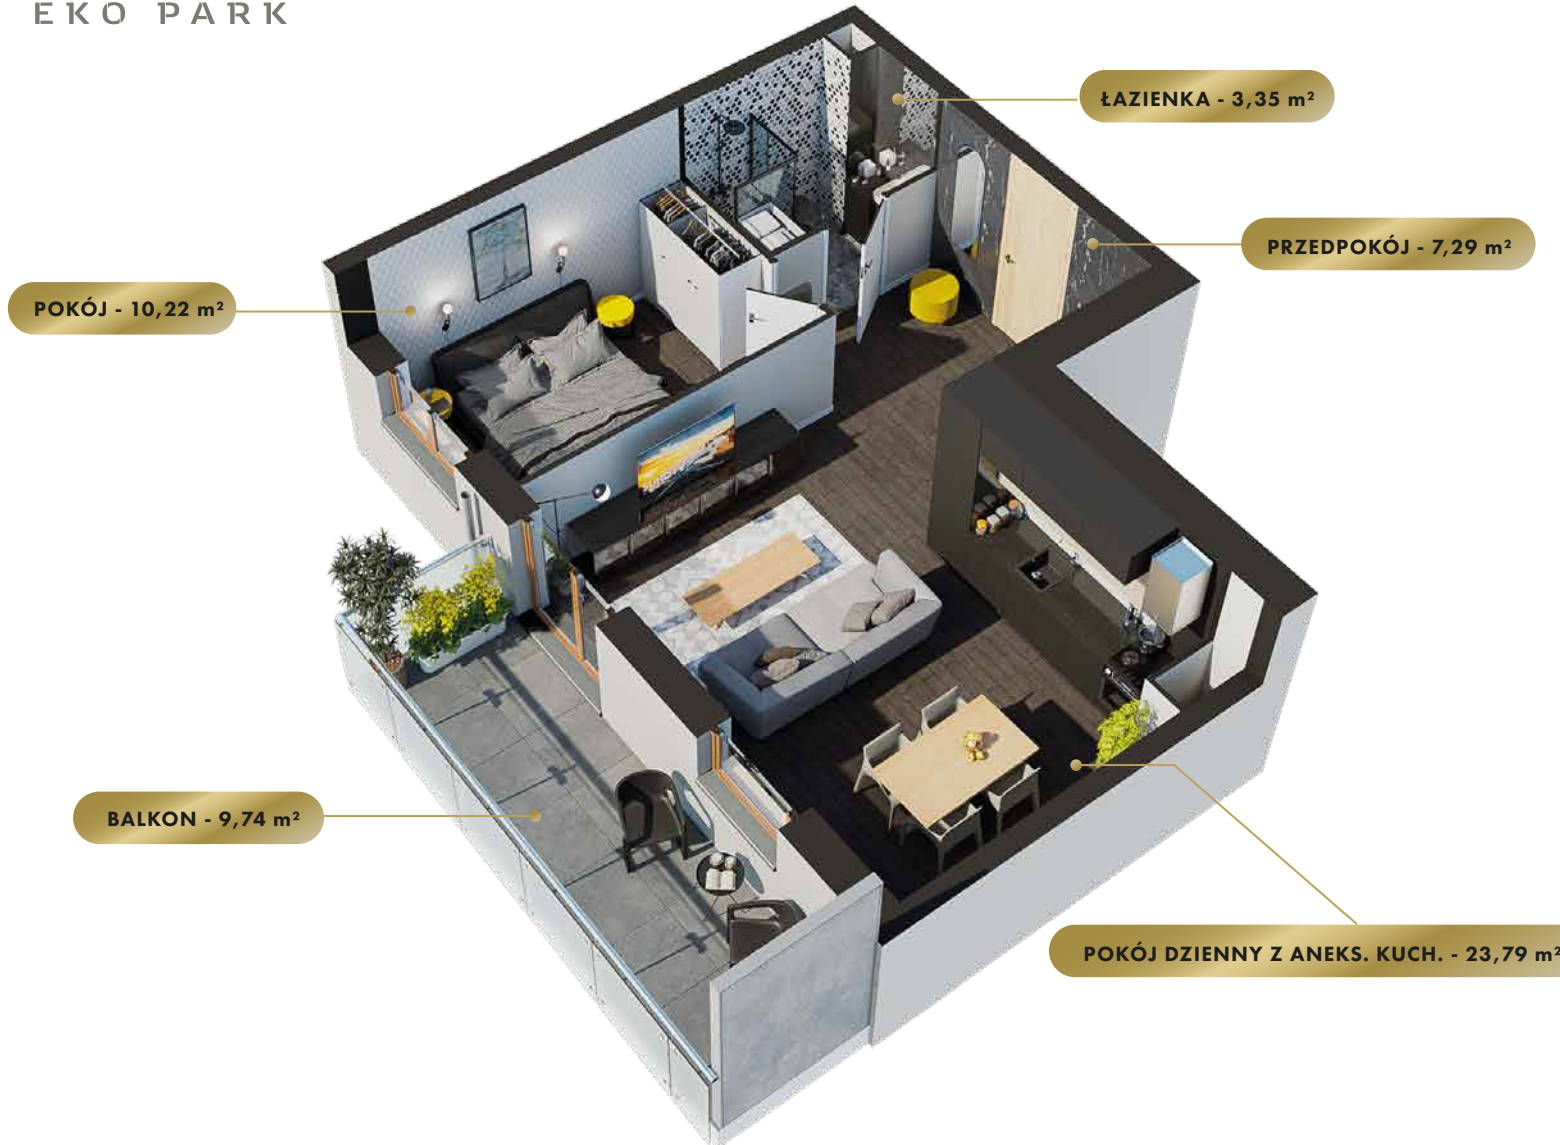 EKO PARK
ŁAZIENKA - 3,35 m²
PRZEDPOKÓJ - 7,29 m²
POKÓJ - 10,22 m²
BALKON - 9,74 m²
POKÓJ DZIENNY Z ANEKS. KUCH. - 23,79 m²